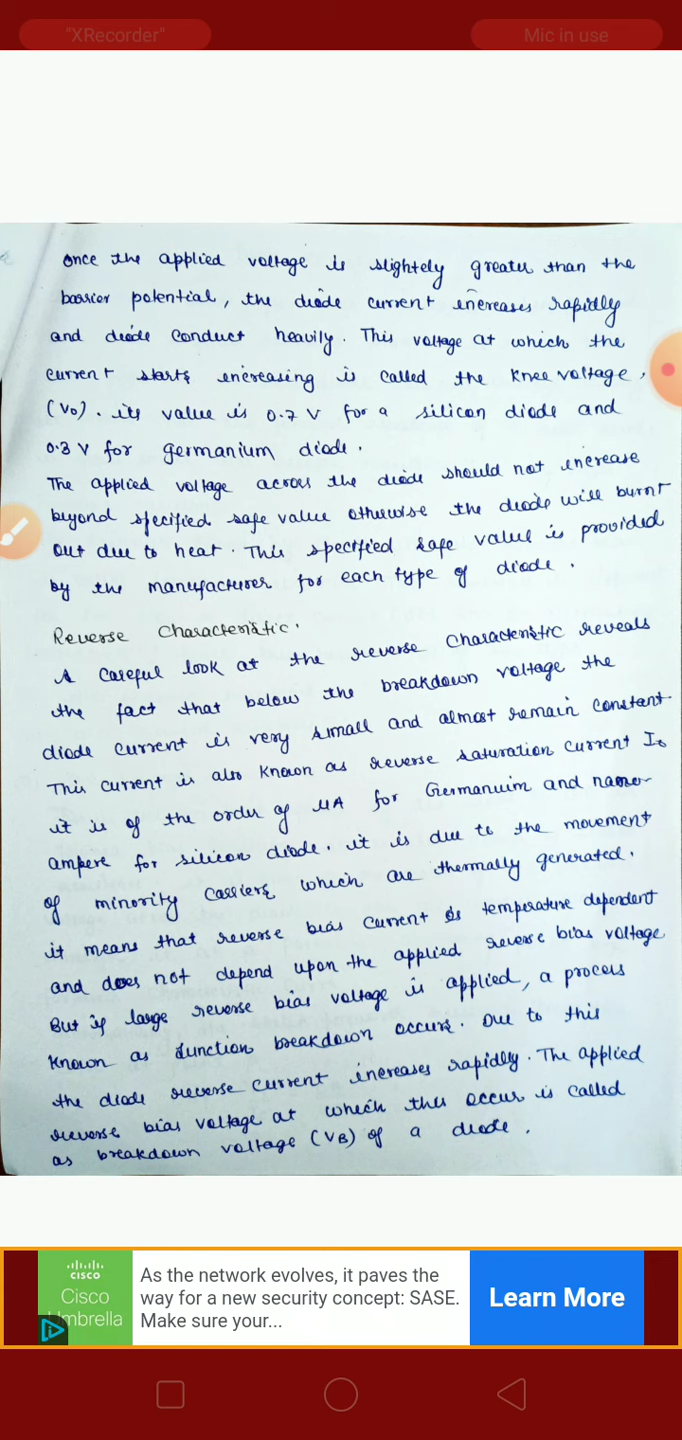 "XRecorder"
Mic in use
once the applied voltage is slightely greater than the
barrier potential, the diode current increases rapidly
and diode conduct heavily. This voltage at which the
current starts increasing is called the Knee voltage,
(Vo). its value is 0.7 V for a silicon diode and
0.3 V for germanium diode.
The applied voltage across the diode should not increase
beyond specified safe value otherwise the diode will burnt
out due to heat. This specified safe value is provided
by the manufacturer for each type of diode.
Reverse Characteristic.
A careful look at the reverse characteristic reveals
the fact that below the breakdown voltage the
diode current is very small and almost remain constant
This current is also known as reverse saturation current Io
it is of the order of μA for Germanuim and nano-
ampere for silicon diode. it is due to the movement
of minority carriers which are thermally generated.
it means that reverse bias current is temperature dependent
and does not depend upon the applied reverse bias voltage
But if large reverse bias voltage is applied, a process
known as Junction breakdown occurs. Due to this
the diode reverse current increases rapidly. The applied
reverse bias voltage at which this occur is called
as breakdown voltage (VB) of a diode.
CISCO
Cisco
Umbrella
As the network evolves, it paves the
way for a new security concept: SASE.
Make sure your...
Learn More